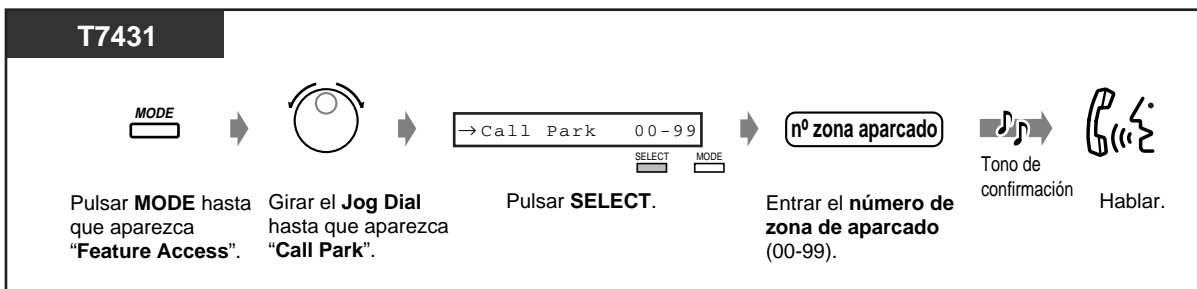 T7431
MODE
→Call Park 00-99
SELECT MODE
nº zona aparcado
Tono de
confirmación
Pulsar MODE hasta
que aparezca
“Feature Access”.
Girar el Jog Dial
hasta que aparezca
“Call Park”.
Pulsar SELECT.
Entrar el número de
zona de aparcado
(00-99).
Hablar.